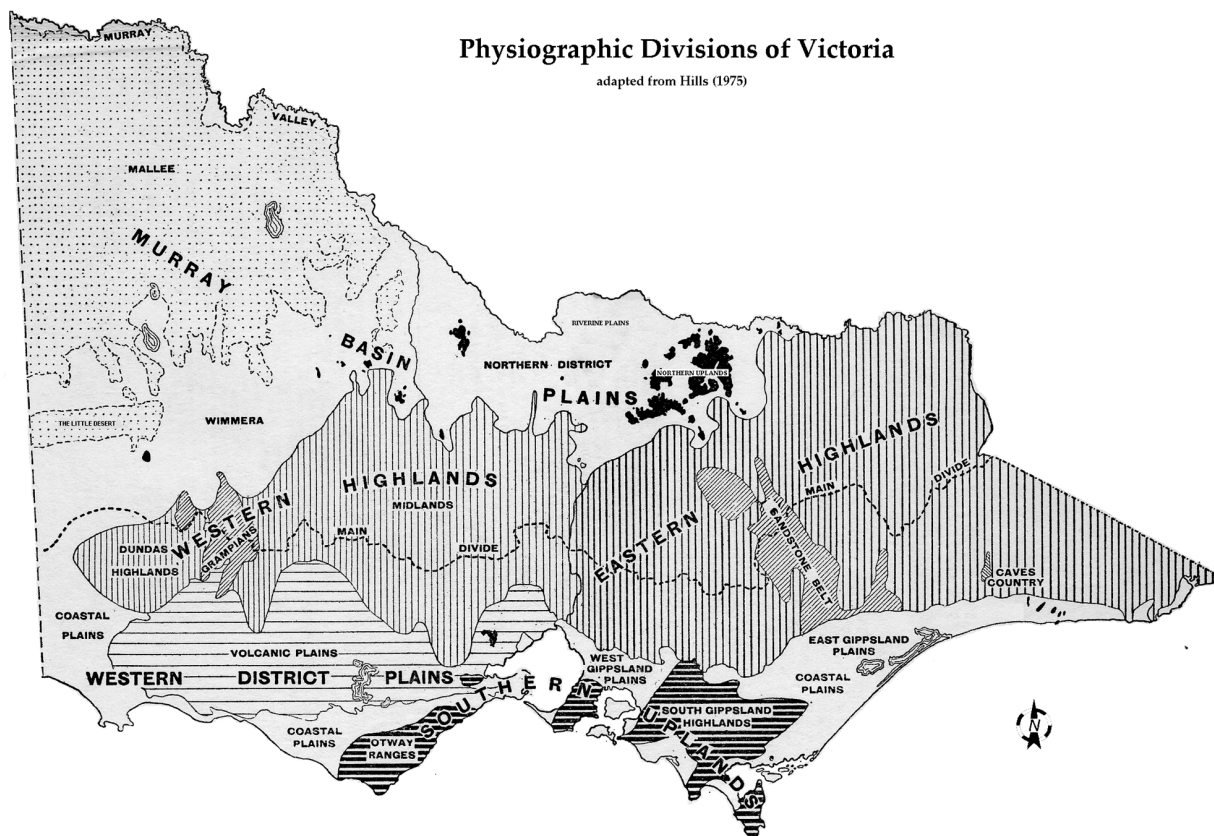 Physiographic Divisions of Victoria
adapted from Hills (1975)
MURRAY
VALLEY
MALLEE
MURRAY
BASIN
PLAINS
RIVERINE PLAINS
NORTHERN DISTRICT
NORTHERN UPLANDS
THE LITTLE DESERT
WIMMERA
WESTERN
HIGHLANDS
MIDLANDS
EASTERN
HIGHLANDS
MAIN
DIVIDE
MAIN
DIVIDE
DUNDAS
HIGHLANDS
GRAMPIANS
SANDSTONE BELT
CAVES
COUNTRY
COASTAL
PLAINS
VOLCANIC PLAINS
WESTERN DISTRICT PLAINS
COASTAL
PLAINS
OTWAY
RANGES
SOUTHERN
UPLANDS
WEST
GIPPSLAND
PLAINS
SOUTH GIPPSLAND
HIGHLANDS
EAST GIPPSLAND
PLAINS
COASTAL
PLAINS
N